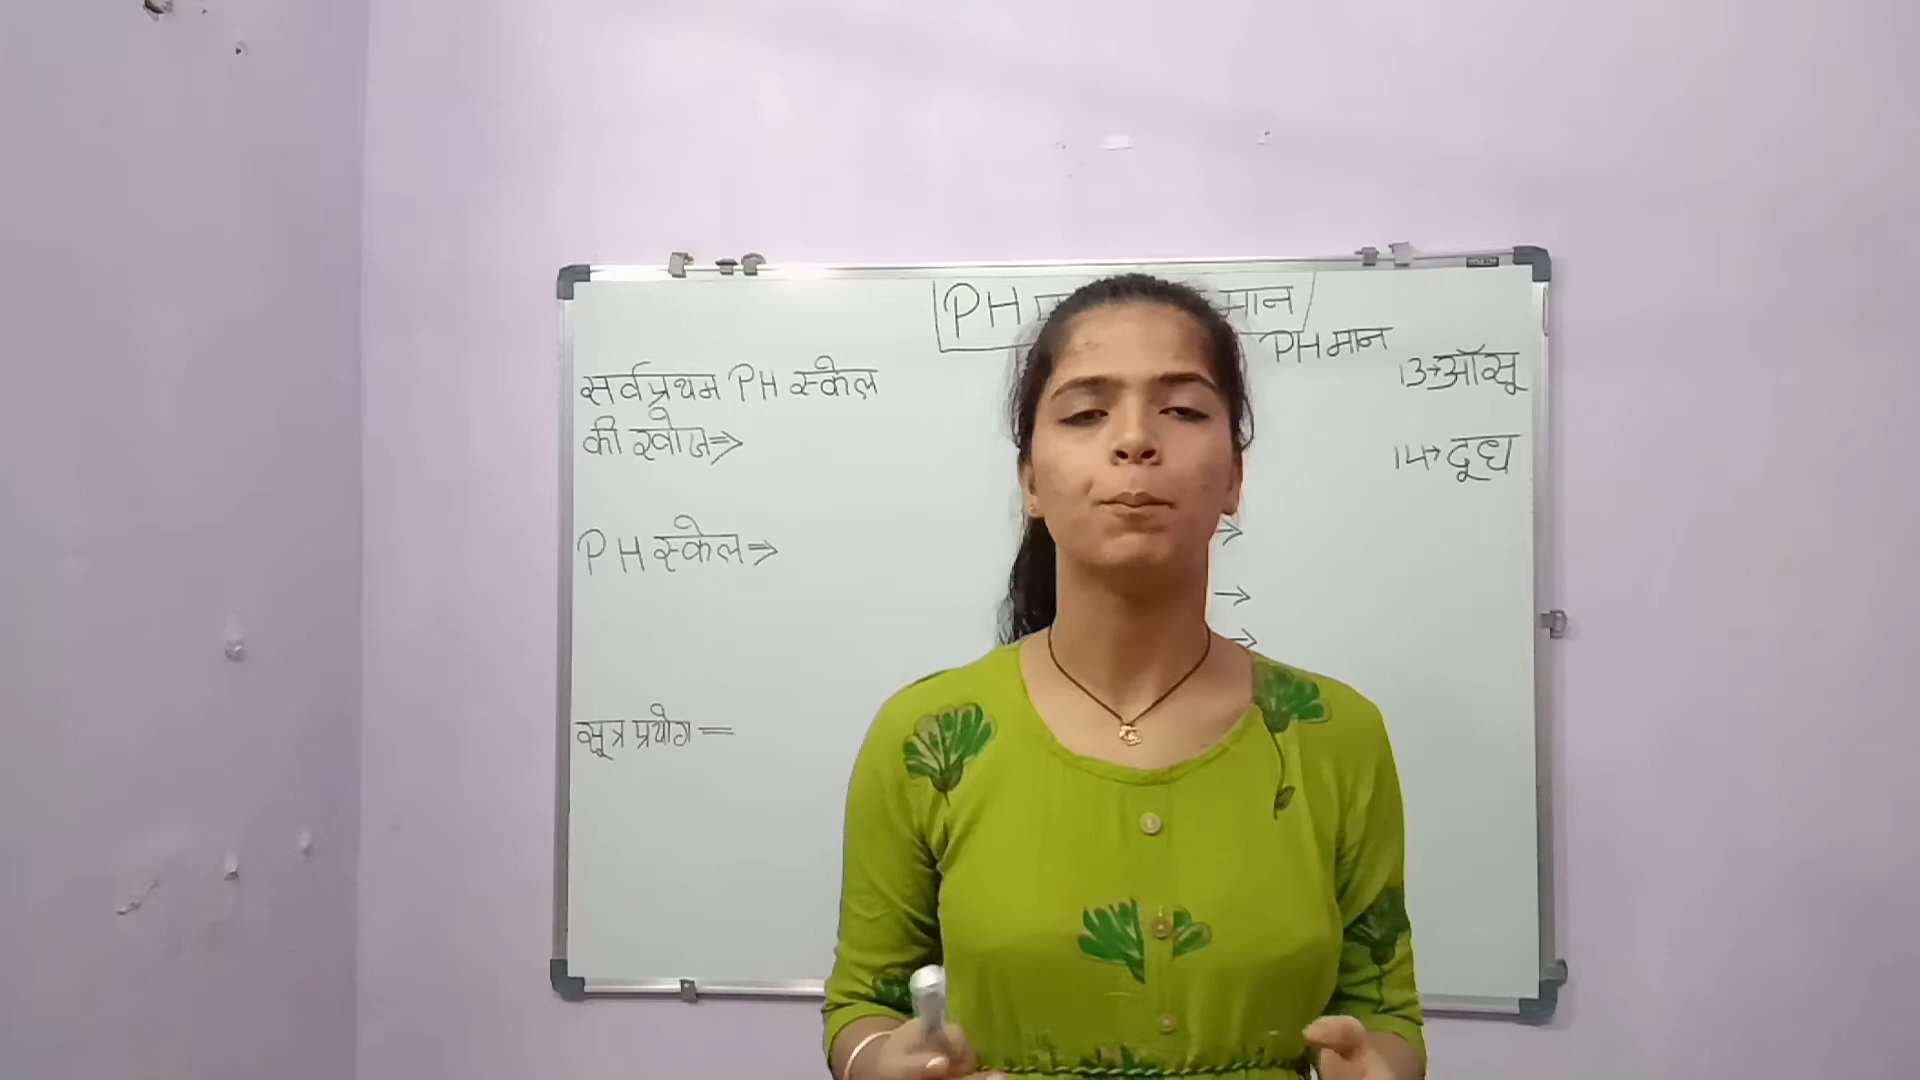 PH मान
PH मान
सर्वप्रथम PH स्केल
की खोज⇒
13→आँसू
14→दूध
→
PH स्केल⇒
→
→
सूत्र प्रयोग =